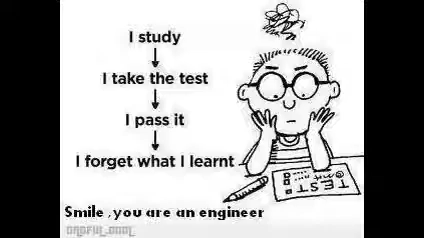 I study
I take the test
I pass it
I forget what I learnt
TEST
Smile ,you are an engineer